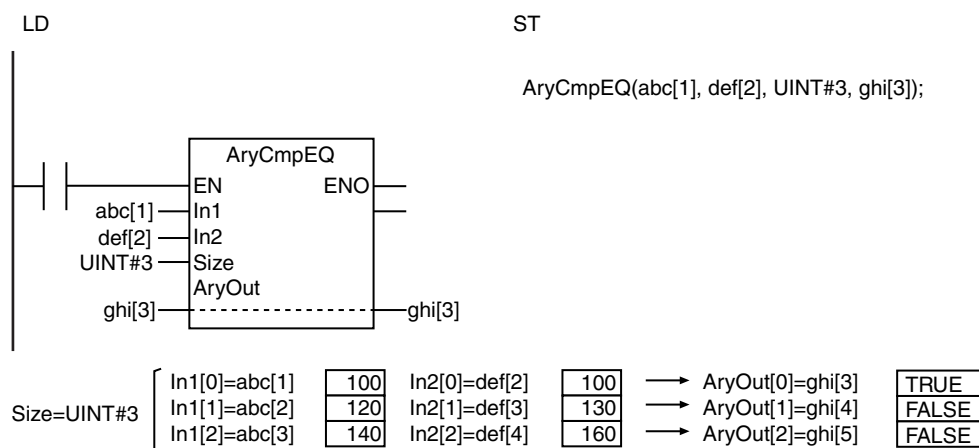 LD
ST
AryCmpEQ(abc[1], def[2], UINT#3, ghi[3]);
AryCmpEQ
EN ENO
abc[1] In1
def[2] In2
UINT#3 Size
AryOut
ghi[3] ghi[3]
In1[0]=abc[1] 100 In2[0]=def[2] 100 → AryOut[0]=ghi[3] TRUE
Size=UINT#3 In1[1]=abc[2] 120 In2[1]=def[3] 130 → AryOut[1]=ghi[4] FALSE
In1[2]=abc[3] 140 In2[2]=def[4] 160 → AryOut[2]=ghi[5] FALSE